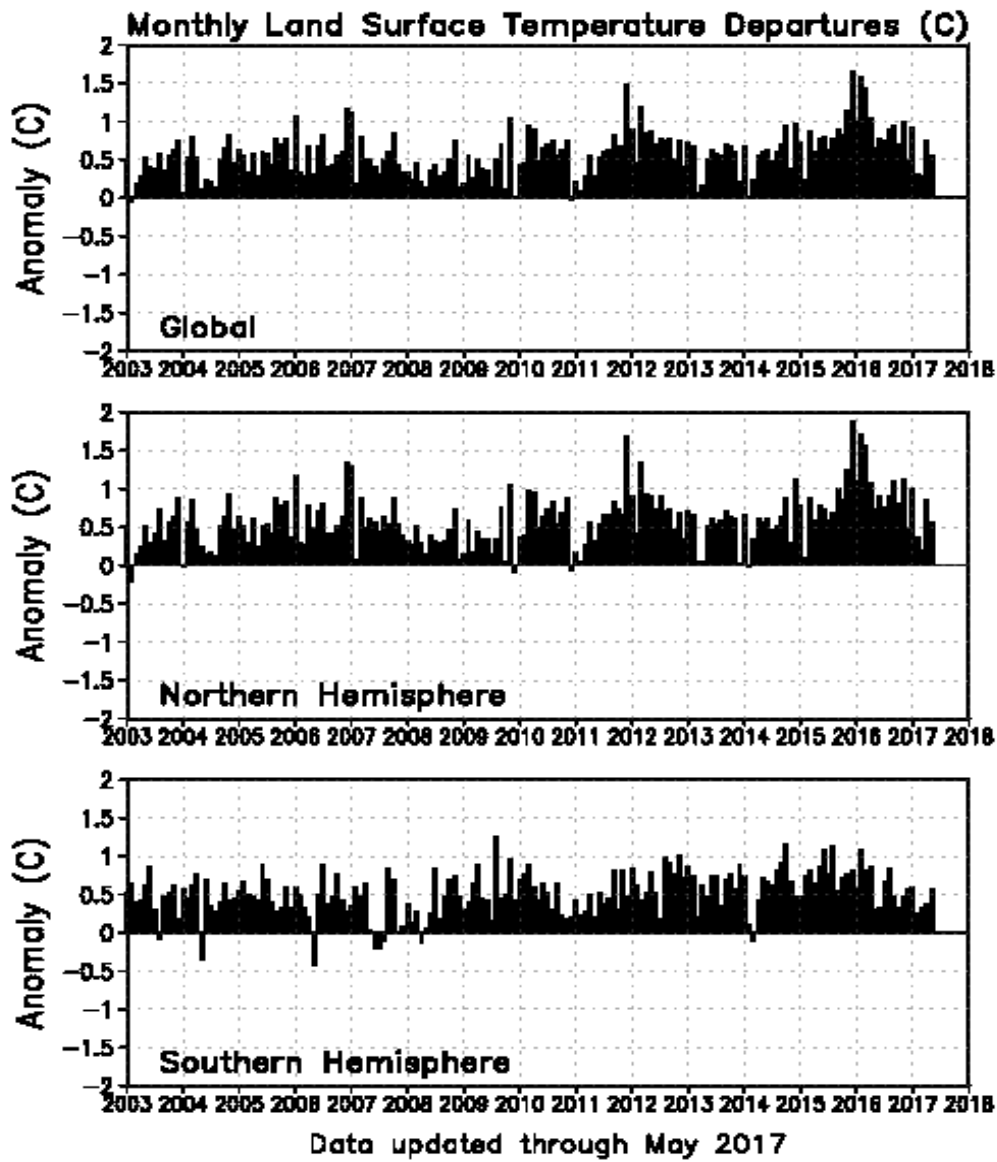 Monthly Land Surface Temperature Departures (C)
2
1.5
1
0.5
0
−0.5
−1
−1.5
−2
Anomaly (C)
Global
2003 2004 2005 2006 2007 2008 2009 2010 2011 2012 2013 2014 2015 2016 2017 2018
2
1.5
1
0.5
0
−0.5
−1
−1.5
−2
Anomaly (C)
Northern Hemisphere
2003 2004 2005 2006 2007 2008 2009 2010 2011 2012 2013 2014 2015 2016 2017 2018
2
1.5
1
0.5
0
−0.5
−1
−1.5
−2
Anomaly (C)
Southern Hemisphere
2003 2004 2005 2006 2007 2008 2009 2010 2011 2012 2013 2014 2015 2016 2017 2018
Data updated through May 2017